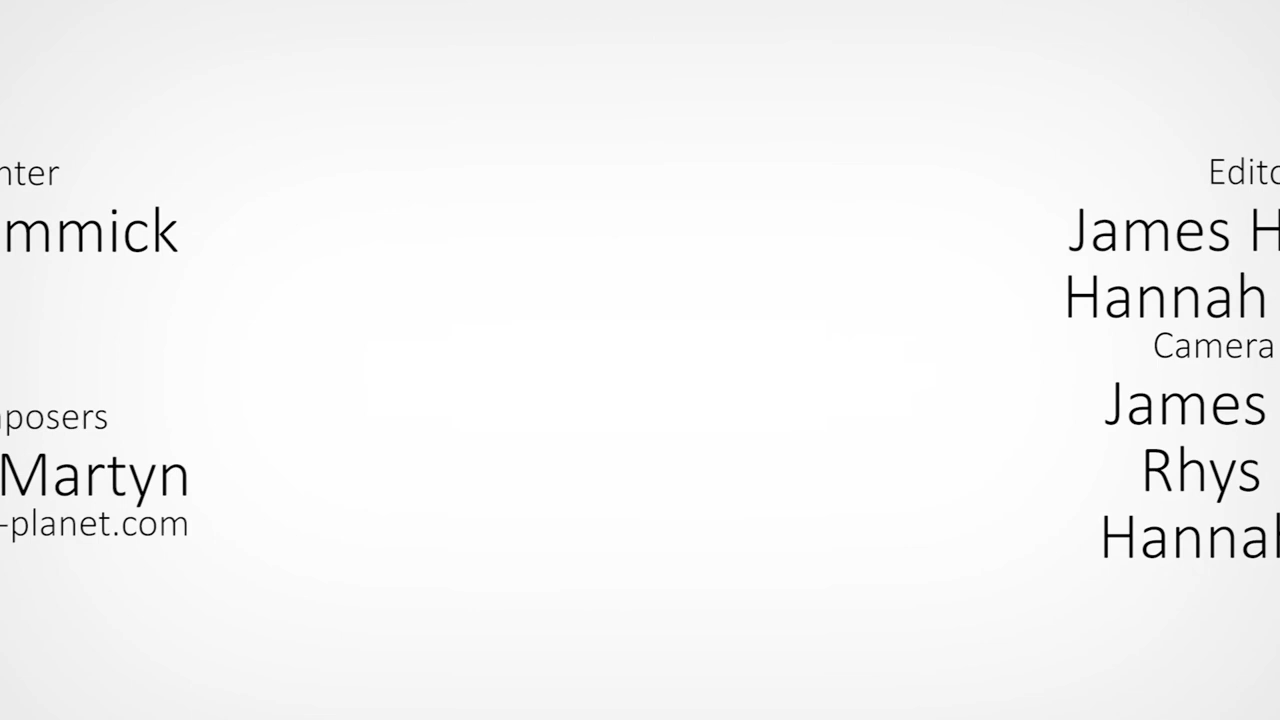 nter
mmick
posers
Martyn
-planet.com
Edito
James H
Hannah
Camera
James
Rhys
Hannah